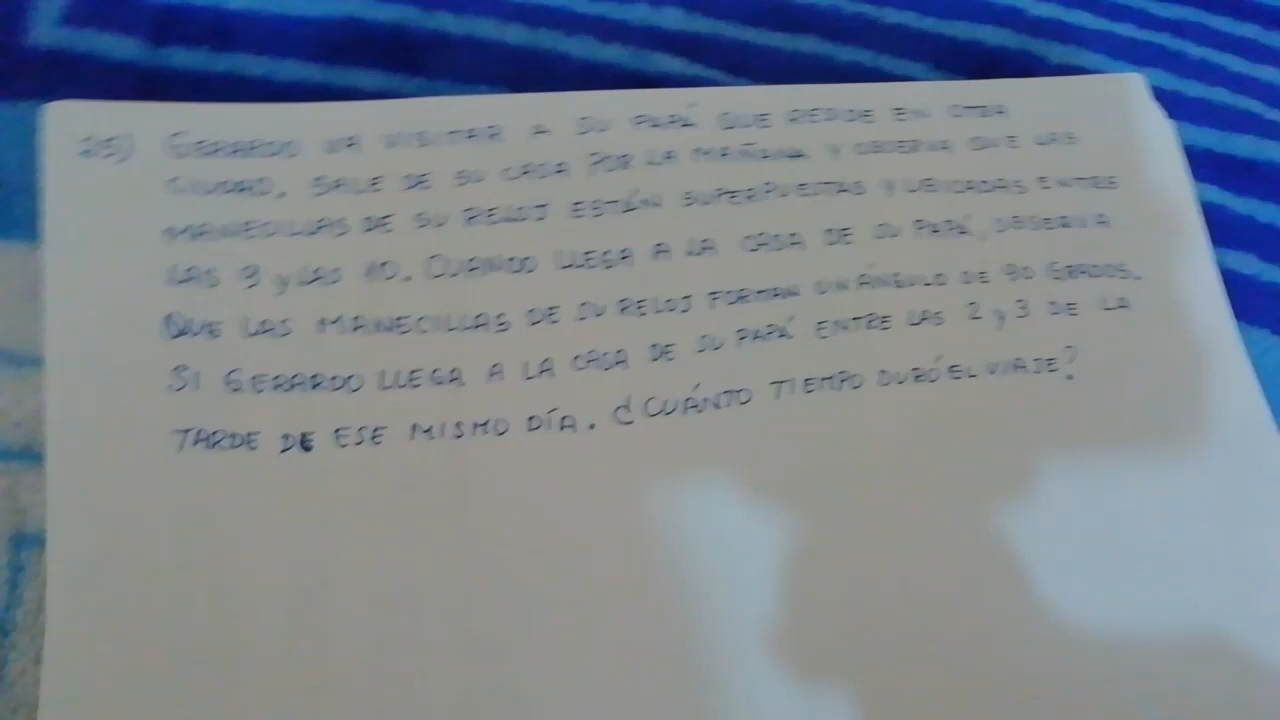 25) GERARDO VA VISITAR A SU PAPÁ QUE RESIDE EN OTRA
CIUDAD. SALE DE SU CASA POR LA MAÑANA Y OBSERVA QUE LAS
MANECILLAS DE SU RELOJ ESTÁN SUPERPUESTAS Y UBICADAS ENTRE
LAS 9 y LAS 10. CUANDO LLEGA A LA CASA DE SU PAPÁ, OBSERVA
QUE LAS MANECILLAS DE SU RELOJ FORMAN UN ÁNGULO DE 90 GRADOS.
SI GERARDO LLEGA A LA CASA DE SU PAPÁ ENTRE LAS 2 y 3 DE LA
TARDE DE ESE MISMO DÍA. ¿CUÁNTO TIEMPO DURÓ EL VIAJE?